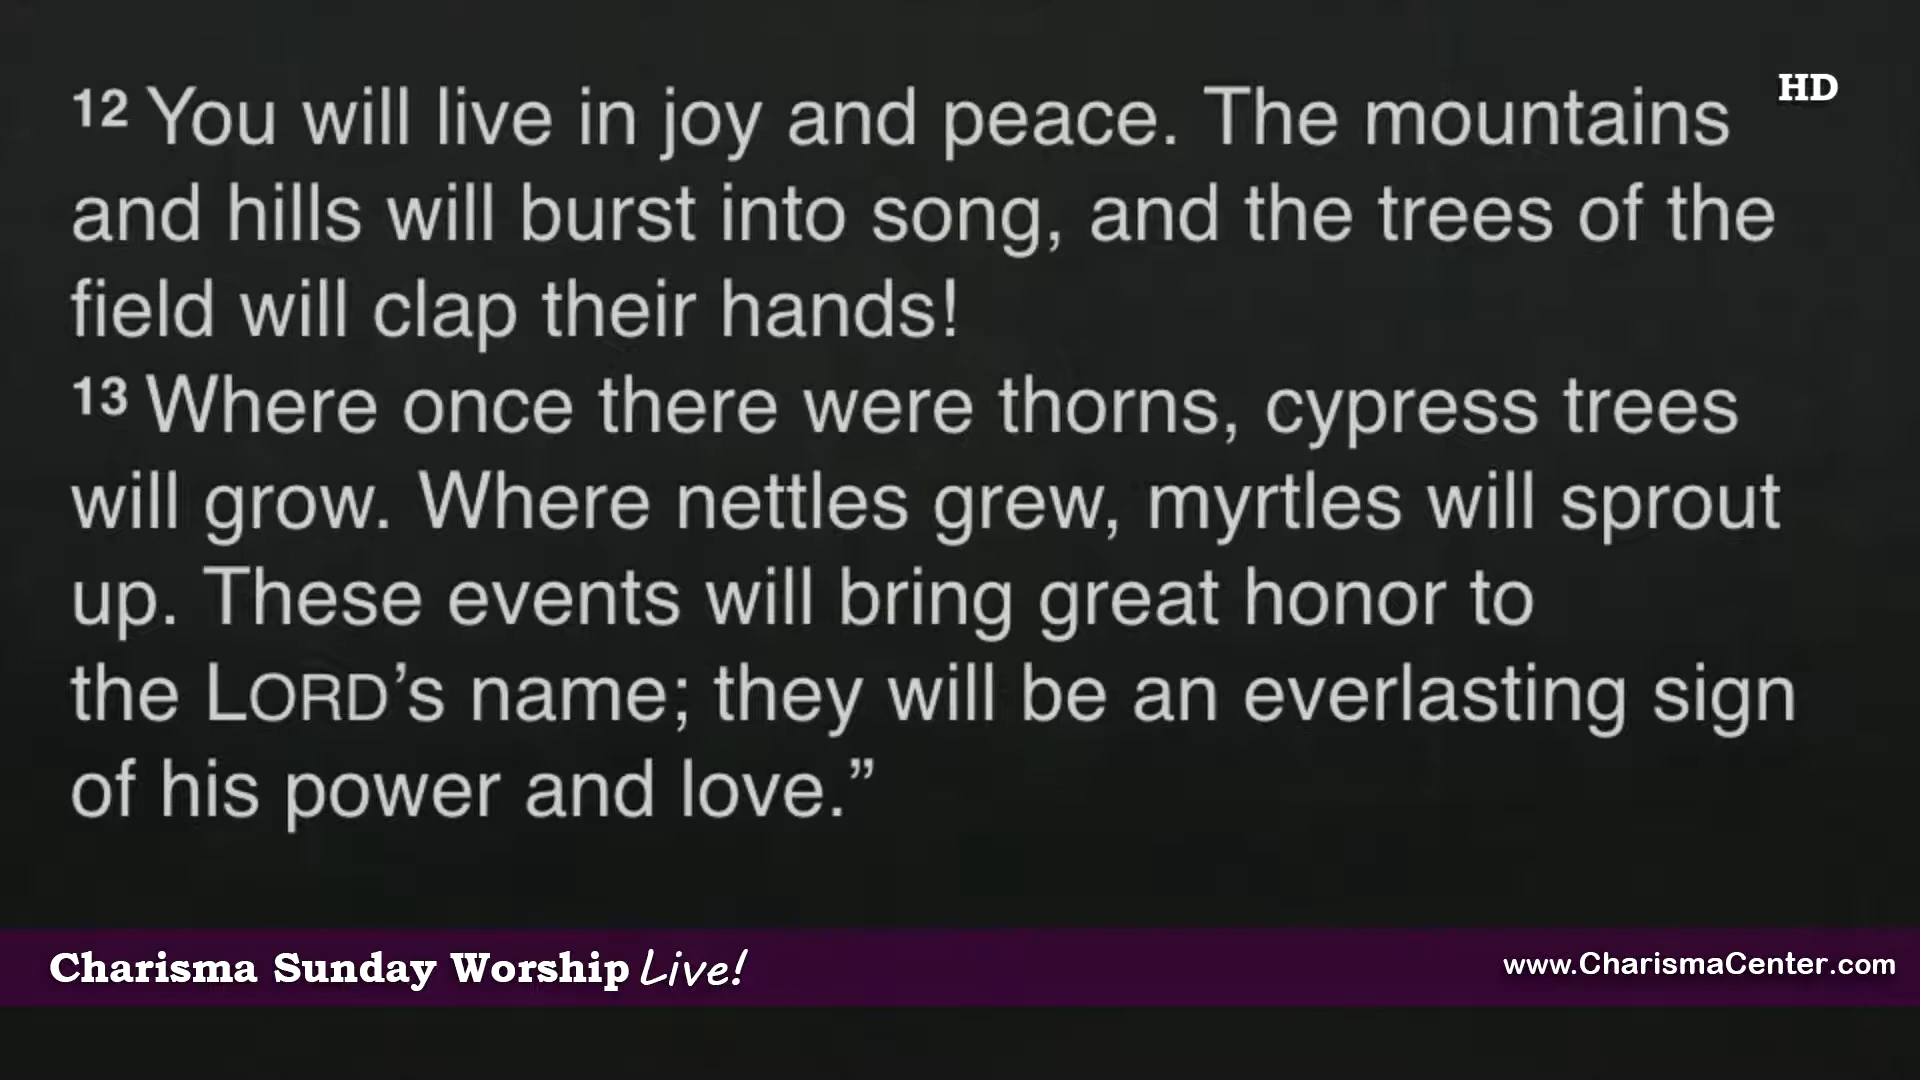 12 You will live in joy and peace. The mountains
and hills will burst into song, and the trees of the
field will clap their hands!
13 Where once there were thorns, cypress trees
will grow. Where nettles grew, myrtles will sprout
up. These events will bring great honor to
the LORD’s name; they will be an everlasting sign
of his power and love.”
HD
Charisma Sunday Worship Live!
www.CharismaCenter.com